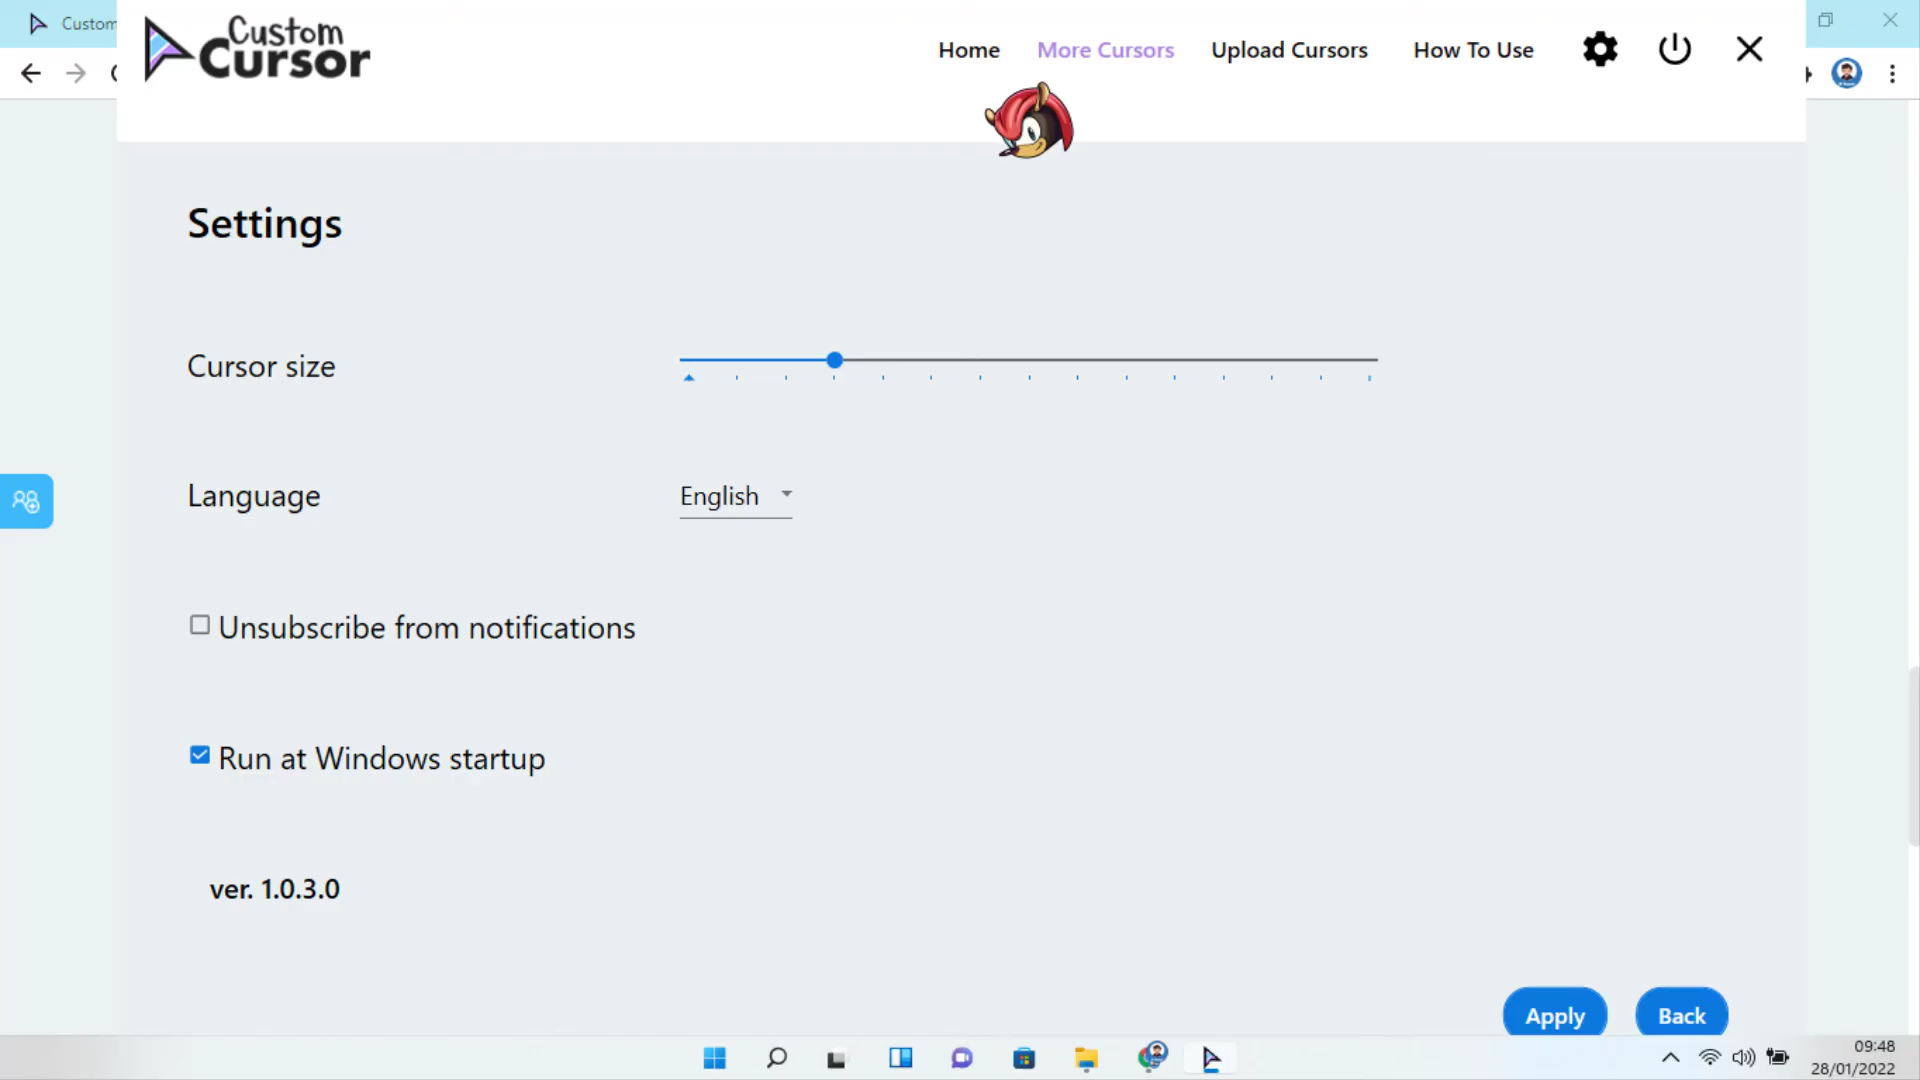 Custom
Custom
Cursor
Home More Cursors Upload Cursors How To Use
Settings
Cursor size
Language English
Unsubscribe from notifications
Run at Windows startup
ver. 1.0.3.0
Apply Back
09:48
28/01/2022